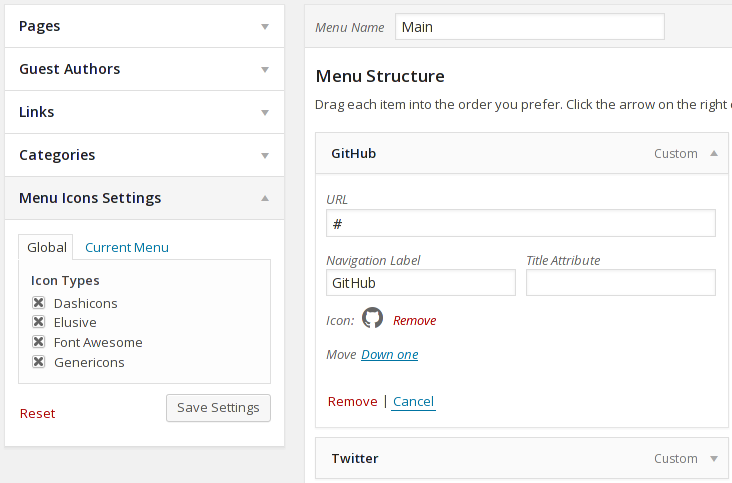 Pages
Guest Authors
Links
Categories
Menu Icons Settings
Global Current Menu
Icon Types
Dashicons
Elusive
Font Awesome
Genericons
Reset Save Settings
Menu Name Main
Menu Structure
Drag each item into the order you prefer. Click the arrow on the right
GitHub Custom
URL
#
Navigation Label Title Attribute
GitHub
Icon: Remove
Move Down one
Remove | Cancel
Twitter Custom